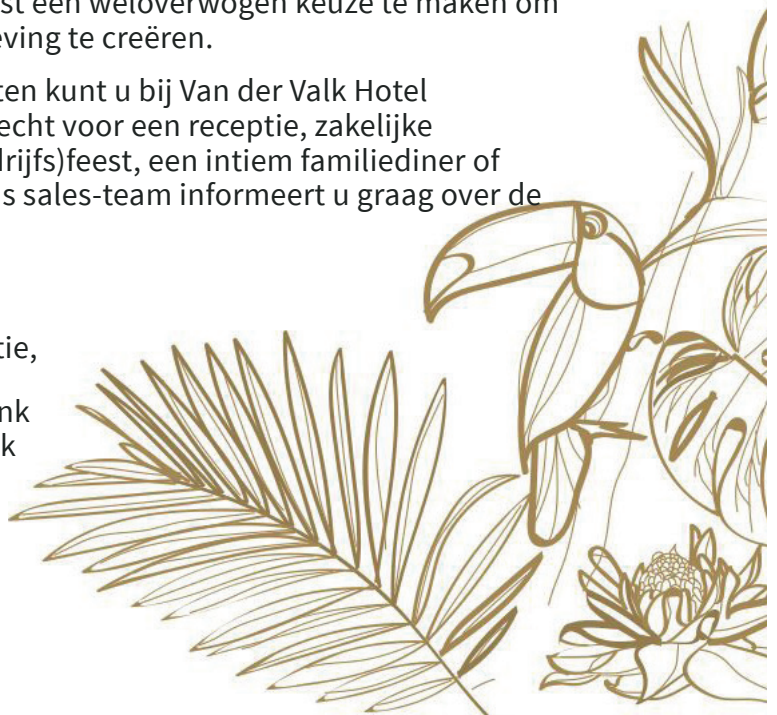 st een weloverwogen keuze te maken om
eving te creëren.
ten kunt u bij Van der Valk Hotel
echt voor een receptie, zakelijke
drijfs)feest, een intiem familiediner of
s sales-team informeert u graag over de
tie,
nk
k